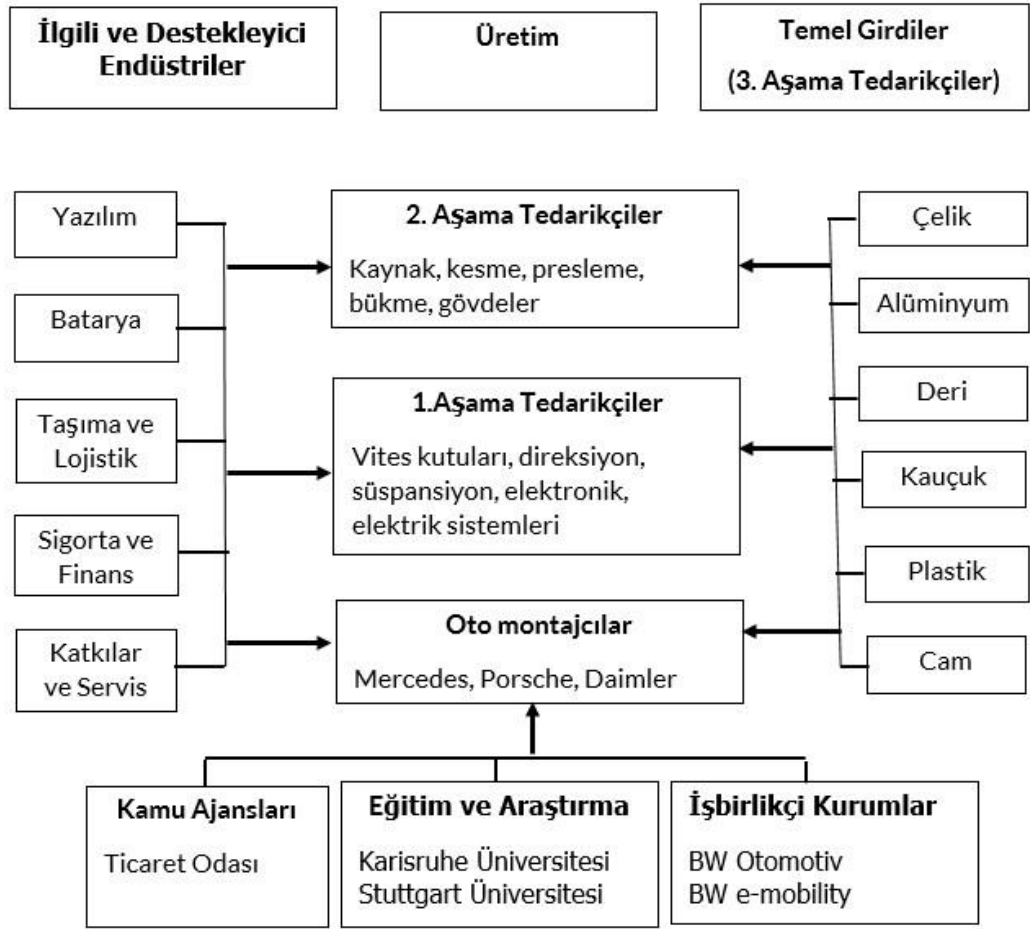 İlgili ve Destekleyici
Endüstriler
Üretim
Temel Girdiler
(3. Aşama Tedarikçiler)
Yazılım
Batarya
Taşıma ve
Lojistik
Sigorta ve
Finans
Katkılar
ve Servis
2. Aşama Tedarikçiler
Kaynak, kesme, presleme,
bükme, gövdeler
1.Aşama Tedarikçiler
Vites kutuları, direksiyon,
süspansiyon, elektronik,
elektrik sistemleri
Oto montajcılar
Mercedes, Porsche, Daimler
Çelik
Alüminyum
Deri
Kauçuk
Plastik
Cam
Kamu Ajansları
Ticaret Odası
Eğitim ve Araştırma
Karisruhe Üniversitesi
Stuttgart Üniversitesi
İşbirlikçi Kurumlar
BW Otomotiv
BW e-mobility